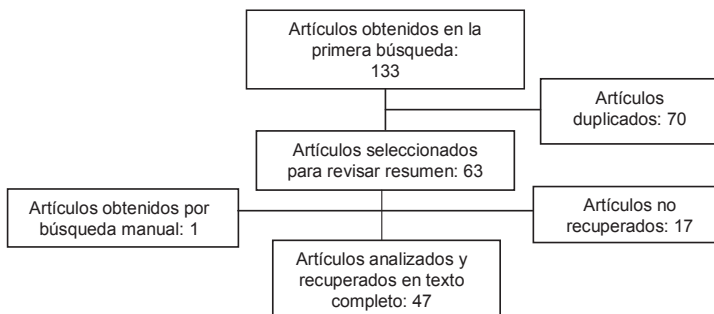 Artículos obtenidos en la
primera búsqueda:
133
Artículos
duplicados: 70
Artículos seleccionados
para revisar resumen: 63
Artículos obtenidos por
búsqueda manual: 1
Artículos no
recuperados: 17
Artículos analizados y
recuperados en texto
completo: 47